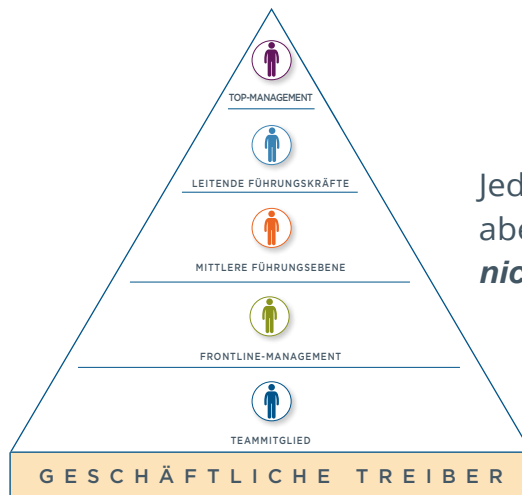 TOP-MANAGEMENT
LEITENDE FÜHRUNGSKRÄFTE
MITTLERE FÜHRUNGSEBENE
FRONTLINE-MANAGEMENT
TEAMMITGLIED
GESCHÄFTLICHE TREIBER